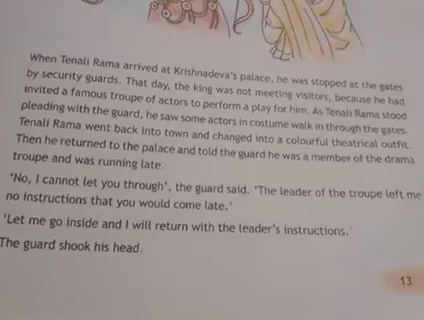 When Tenali Rama arrived at Krishnadeva's palace, he was stopped at the gates
by security guards. That day, the king was not meeting visitors, because he had
invited a famous troupe of actors to perform a play for him. As Tenali Rama stood
pleading with the guard, he saw some actors in costume walk in through the gates.
Tenali Rama went back into town and changed into a colourful theatrical outfit.
Then he returned to the palace and told the guard he was a member of the drama
troupe and was running late.
'No, I cannot let you through', the guard said. 'The leader of the troupe left me
no instructions that you would come late.'
'Let me go inside and I will return with the leader's instructions.'
The guard shook his head.
13